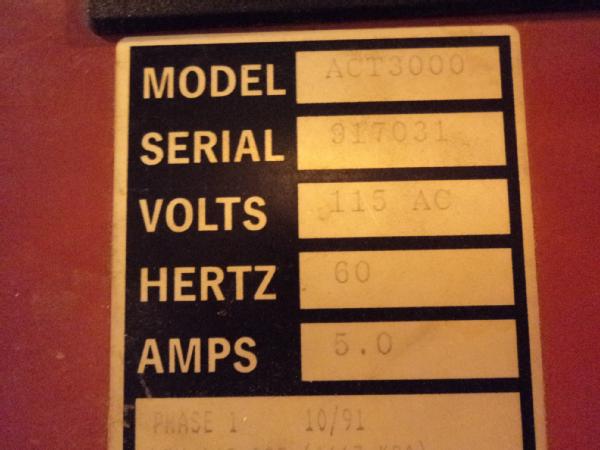 MODEL ACT3000
SERIAL 917031
VOLTS 115 AC
HERTZ 60
AMPS 5.0
PHASE 1 10/91